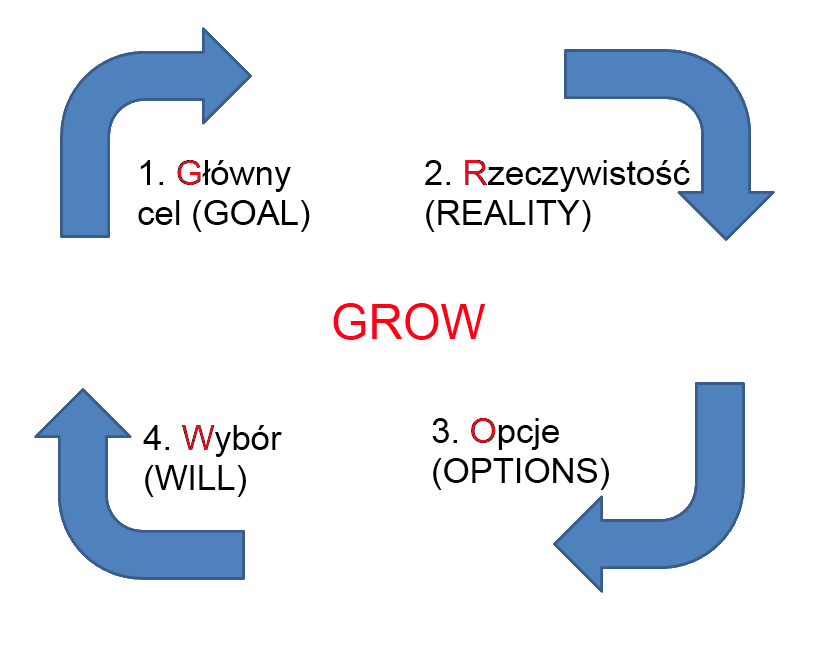 1. Główny
cel (GOAL)
2. Rzeczywistość
(REALITY)
GROW
4. Wybór
(WILL)
3. Opcje
(OPTIONS)